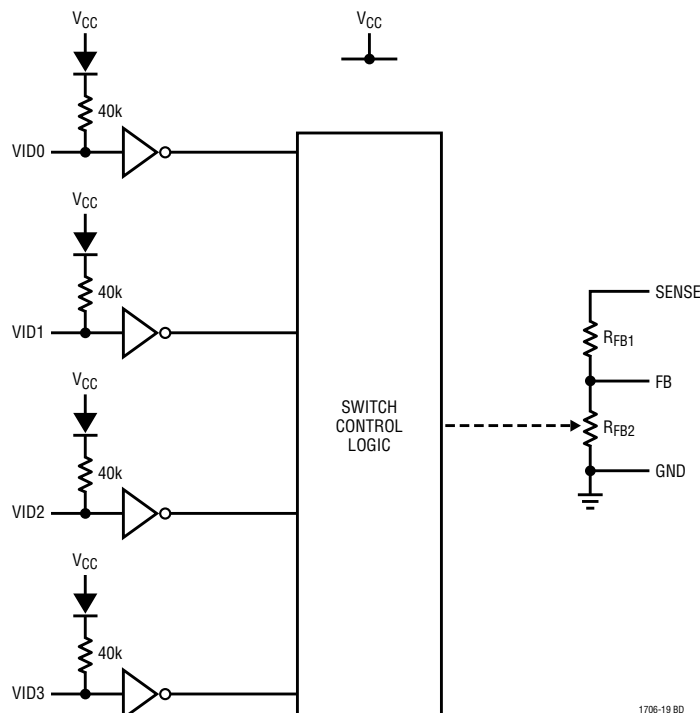 VCC
VCC
40k
VID0
VCC
40k
VID1
SENSE
RFB1
FB
VCC
SWITCH
CONTROL
LOGIC
RFB2
40k
GND
VID2
VCC
40k
VID3
1706-19 BD